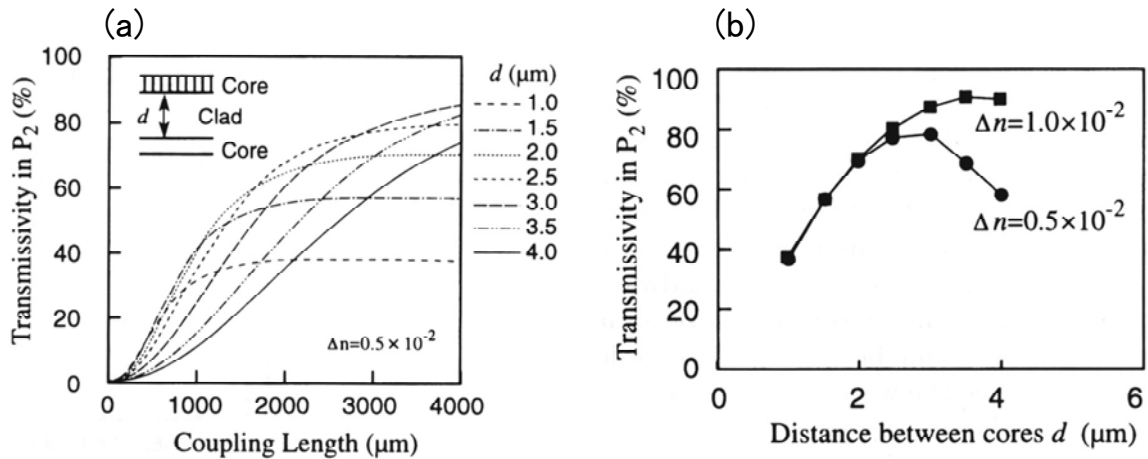 (a)
Transmissivity in P₂ (%)
100
80
60
40
20
0
Core
d
Clad
Core
Δn=0.5 × 10⁻²
0 1000 2000 3000 4000
Coupling Length (μm)
d (μm)
1.0
1.5
2.0
2.5
3.0
3.5
4.0
(b)
Transmissivity in P₂ (%)
100
80
60
40
20
0
Δn=1.0×10⁻²
Δn=0.5×10⁻²
0 2 4 6
Distance between cores d (μm)